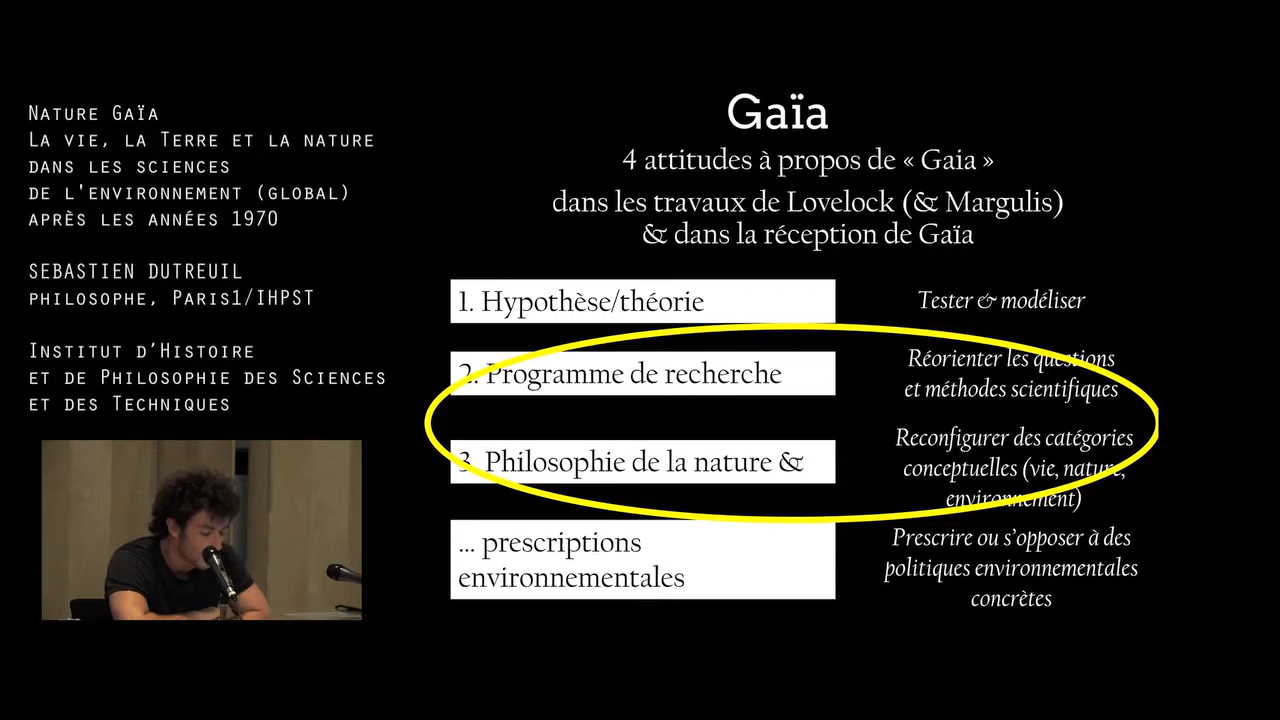 Nature Gaïa
La vie, la Terre et la nature
dans les sciences
de l'environnement (global)
après les années 1970
SEBASTIEN DUTREUIL
philosophe, Paris1/IHPST
Institut d'Histoire
et de Philosophie des Sciences
et des Techniques
Gaïa
4 attitudes à propos de « Gaia »
dans les travaux de Lovelock (& Margulis)
& dans la réception de Gaïa
1. Hypothèse/théorie
Tester & modéliser
2. Programme de recherche
Réorienter les questions
et méthodes scientifiques
3. Philosophie de la nature &
Reconfigurer des catégories
conceptuelles (vie, nature,
environnement)
... prescriptions
environnementales
Prescrire ou s'opposer à des
politiques environnementales
concrètes